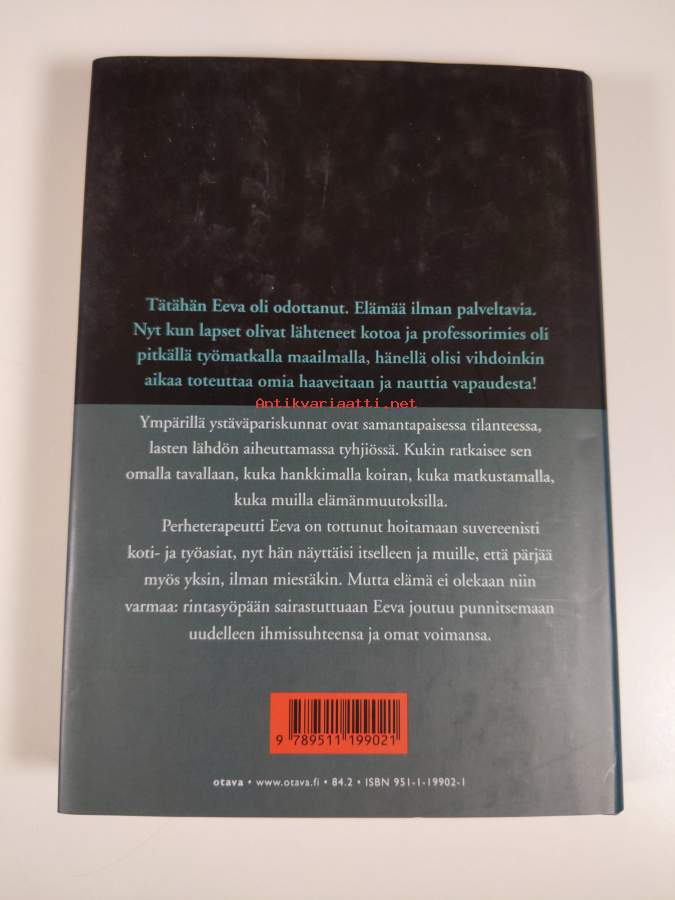 Tätähän Eeva oli odottanut. Elämää ilman palveltavia.
Nyt kun lapset olivat lähteneet kotoa ja professorimies oli
pitkällä työmatkalla maailmalla, hänellä olisi vihdoinkin
aikaa toteuttaa omia haaveitaan ja nauttia vapaudesta!
Antikvariaatti.net
Ympärillä ystäväpariskunnat ovat samantapaisessa tilanteessa,
lasten lähdön aiheuttamassa tyhjiössä. Kukin ratkaisee sen
omalla tavallaan, kuka hankkimalla koiran, kuka matkustamalla,
kuka muilla elämänmuutoksilla.
Perheterapeutti Eeva on tottunut hoitamaan suvereenisti
koti- ja työasiat, nyt hän näyttäisi itselleen ja muille, että pärjää
myös yksin, ilman miestäkin. Mutta elämä ei olekaan niin
varmaa: rintasyöpään sairastuttuaan Eeva joutuu punnitsemaan
uudelleen ihmissuhteensa ja omat voimansa.
9 789511 199021
otava • www.otava.fi • 84.2 • ISBN 951-1-19902-1